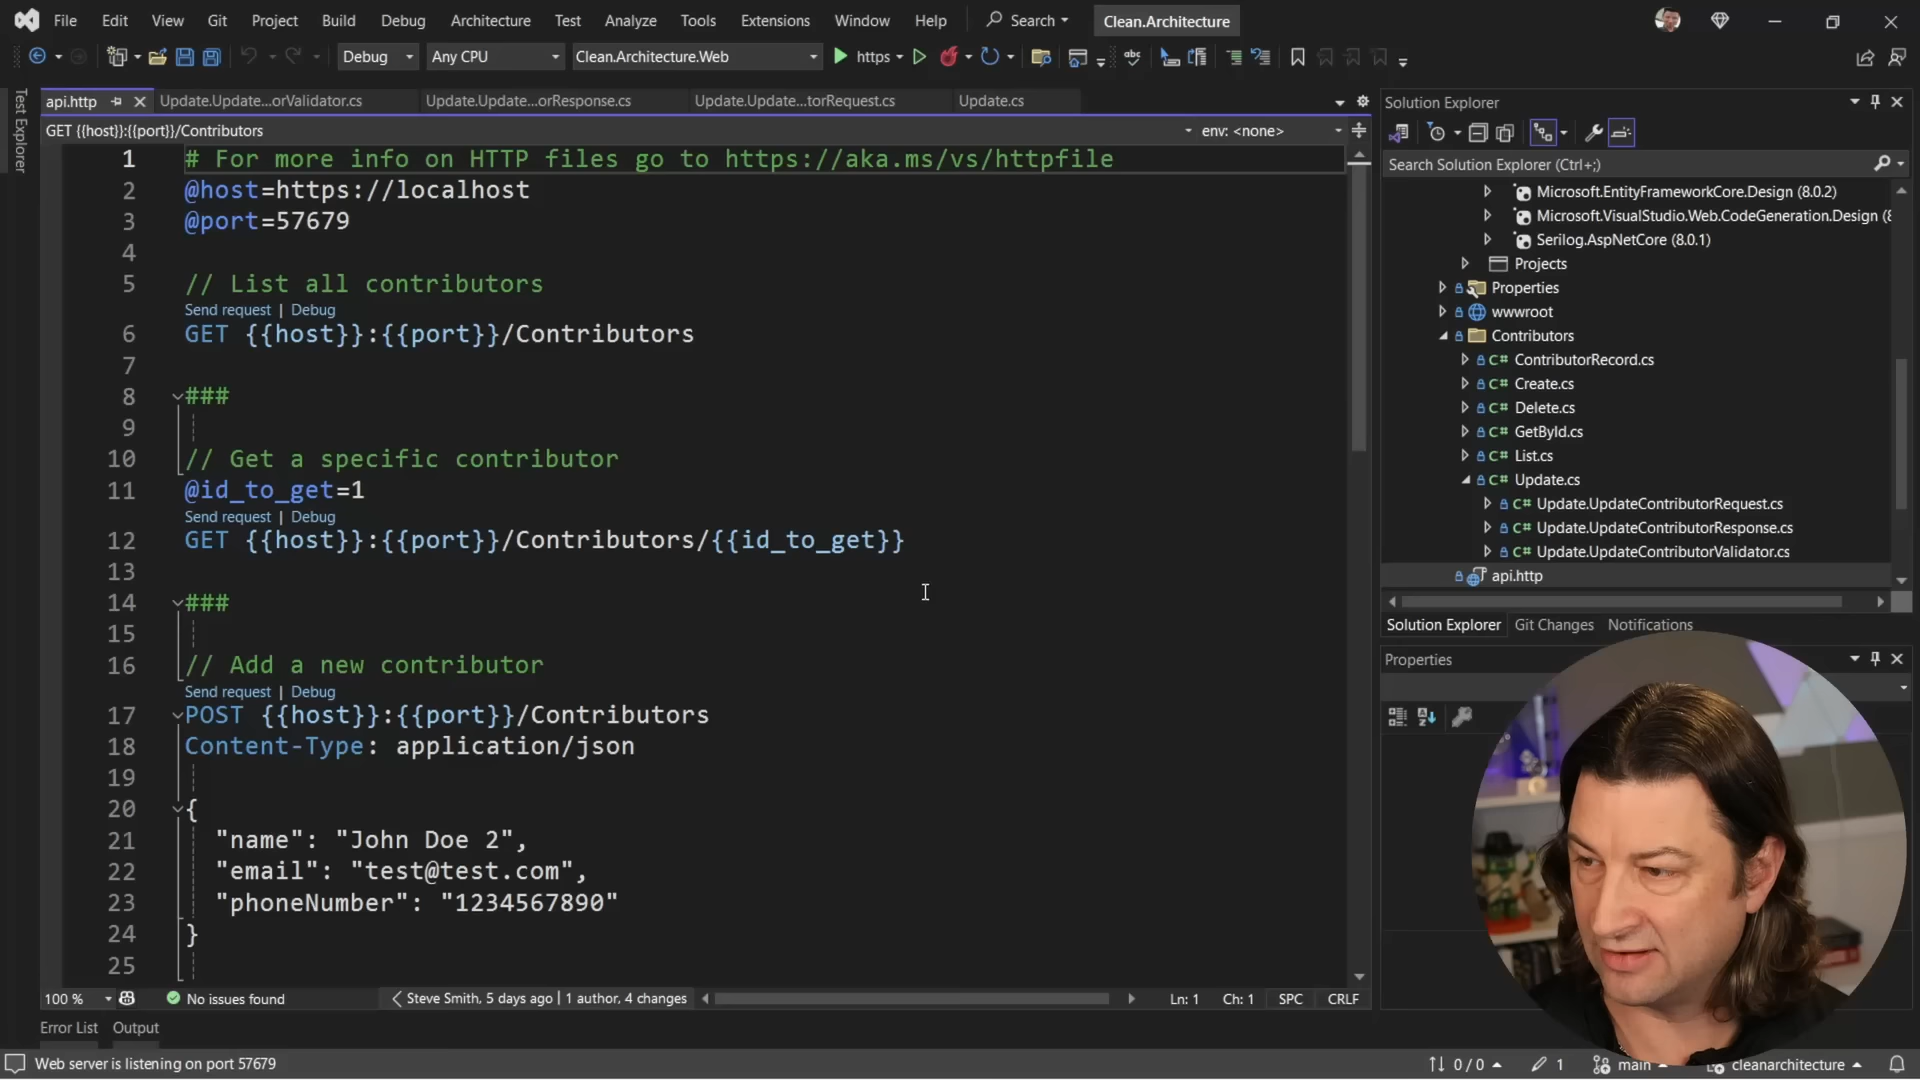 File Edit View Git Project Build Debug Architecture Test Analyze Tools Extensions Window Help Search Clean.Architecture
Debug Any CPU Clean.Architecture.Web https
Test Explorer
api.http Update.Update...orValidator.cs Update.Update...orResponse.cs Update.Update...torRequest.cs Update.cs
GET {{host}}:{{port}}/Contributors env: <none>
1 # For more info on HTTP files go to https://aka.ms/vs/httpfile
2 @host=https://localhost
3 @port=57679
4
5 // List all contributors
Send request | Debug
6 GET {{host}}:{{port}}/Contributors
7
8 ###
9
10 // Get a specific contributor
11 @id_to_get=1
Send request | Debug
12 GET {{host}}:{{port}}/Contributors/{{id_to_get}}
13
14 ###
15
16 // Add a new contributor
Send request | Debug
17 POST {{host}}:{{port}}/Contributors
18 Content-Type: application/json
19
20 {
21 "name": "John Doe 2",
22 "email": "test@test.com",
23 "phoneNumber": "1234567890"
24 }
25
100 % No issues found Steve Smith, 5 days ago | 1 author, 4 changes Ln: 1 Ch: 1 SPC CRLF
Error List Output
Solution Explorer
Search Solution Explorer (Ctrl+;)
Microsoft.EntityFrameworkCore.Design (8.0.2)
Microsoft.VisualStudio.Web.CodeGeneration.Design (8
Serilog.AspNetCore (8.0.1)
Projects
Properties
wwwroot
Contributors
C# ContributorRecord.cs
C# Create.cs
C# Delete.cs
C# GetById.cs
C# List.cs
C# Update.cs
C# Update.UpdateContributorRequest.cs
C# Update.UpdateContributorResponse.cs
C# Update.UpdateContributorValidator.cs
api.http
Solution Explorer Git Changes Notifications
Properties
Web server is listening on port 57679 0 / 0 1 main cleanarchitecture